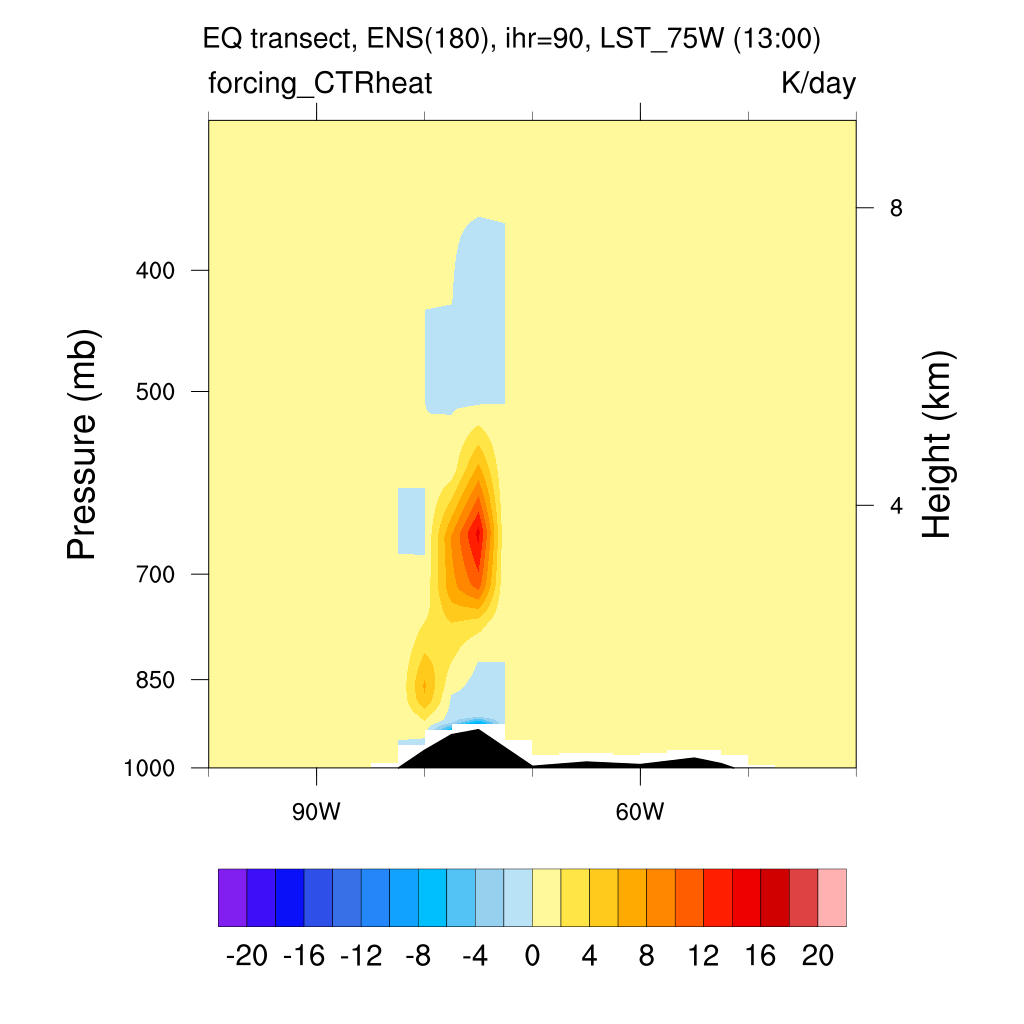 EQ transect, ENS(180), ihr=90, LST_75W (13:00)
forcing_CTRheat K/day
8
400
500
4
700
850
1000
Pressure (mb)
Height (km)
90W 60W
-20 -16 -12 -8 -4 0 4 8 12 16 20